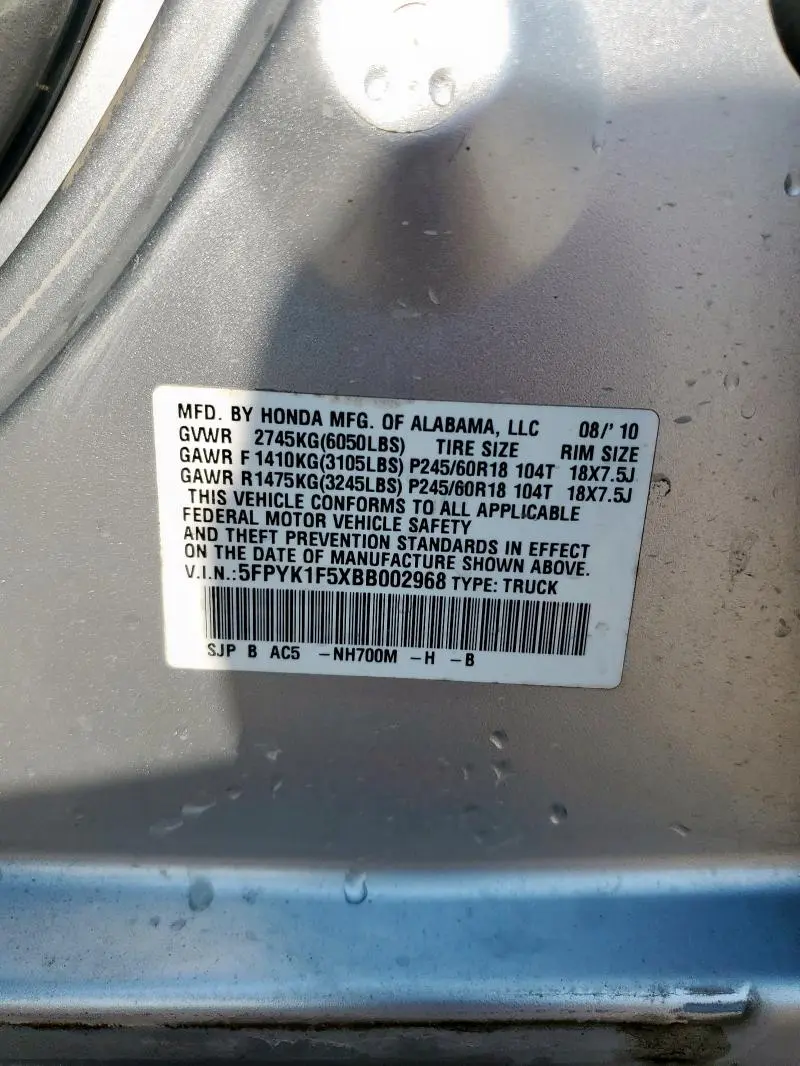 MFD. BY HONDA MFG. OF ALABAMA, LLC 08/' 10
GVWR 2745KG(6050LBS) TIRE SIZE RIM SIZE
GAWR F 1410KG(3105LBS) P245/60R18 104T 18X7.5J
GAWR R1475KG(3245LBS) P245/60R18 104T 18X7.5J
THIS VEHICLE CONFORMS TO ALL APPLICABLE
FEDERAL MOTOR VEHICLE SAFETY
AND THEFT PREVENTION STANDARDS IN EFFECT
ON THE DATE OF MANUFACTURE SHOWN ABOVE.
V.I.N.:5FPYK1F5XBB002968 TYPE: TRUCK
SJP B AC5 -NH700M -H -B